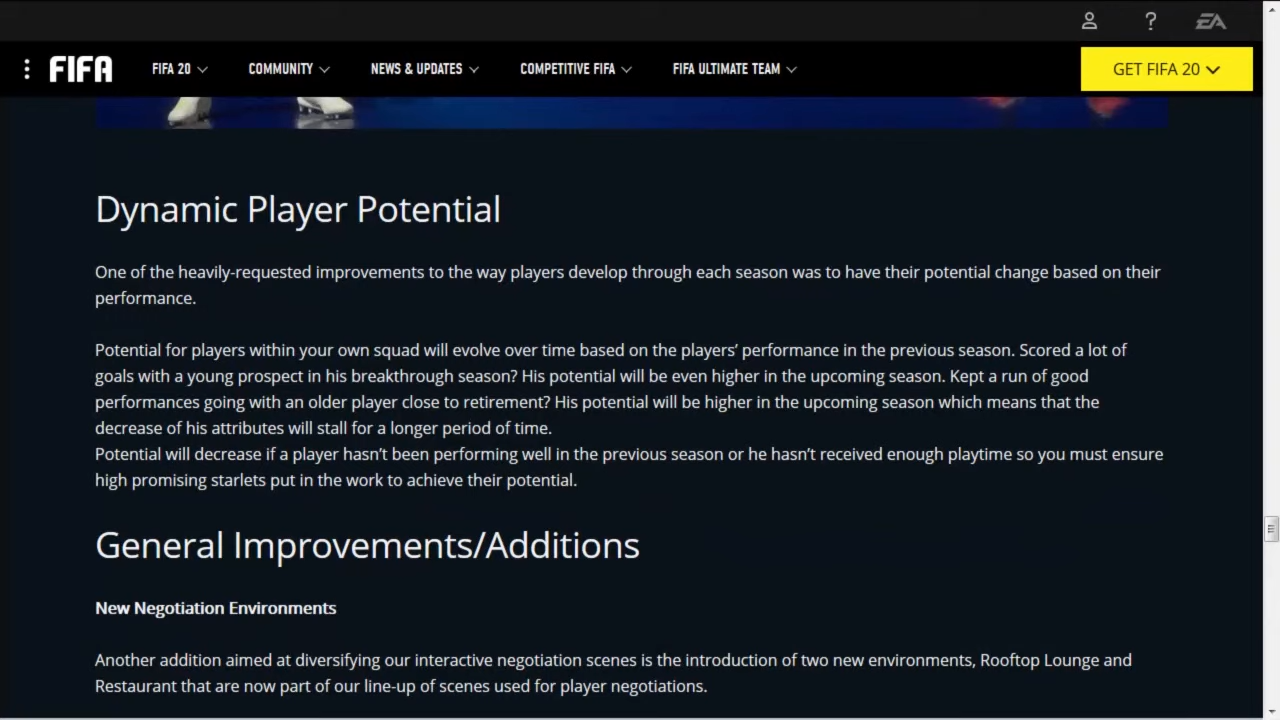 ?
EA
FIFA
FIFA 20
COMMUNITY
NEWS & UPDATES
COMPETITIVE FIFA
FIFA ULTIMATE TEAM
GET FIFA 20
Dynamic Player Potential
One of the heavily-requested improvements to the way players develop through each season was to have their potential change based on their
performance.
Potential for players within your own squad will evolve over time based on the players’ performance in the previous season. Scored a lot of
goals with a young prospect in his breakthrough season? His potential will be even higher in the upcoming season. Kept a run of good
performances going with an older player close to retirement? His potential will be higher in the upcoming season which means that the
decrease of his attributes will stall for a longer period of time.
Potential will decrease if a player hasn’t been performing well in the previous season or he hasn’t received enough playtime so you must ensure
high promising starlets put in the work to achieve their potential.
General Improvements/Additions
New Negotiation Environments
Another addition aimed at diversifying our interactive negotiation scenes is the introduction of two new environments, Rooftop Lounge and
Restaurant that are now part of our line-up of scenes used for player negotiations.